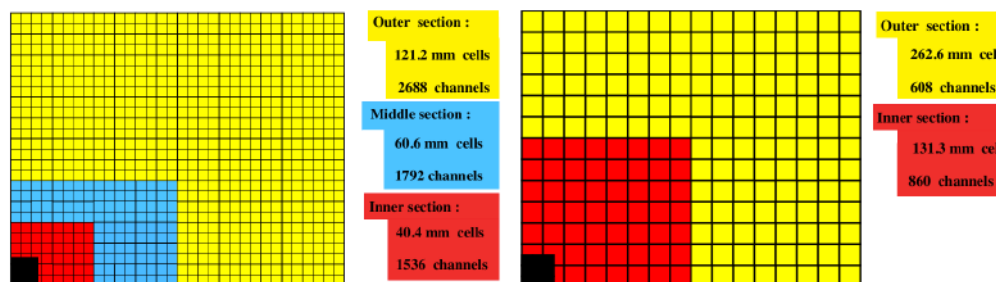 Outer section :
121.2 mm cells
2688 channels
Middle section :
60.6 mm cells
1792 channels
Inner section :
40.4 mm cells
1536 channels
Outer section :
262.6 mm cel
608 channels
Inner section :
131.3 mm cel
860 channels